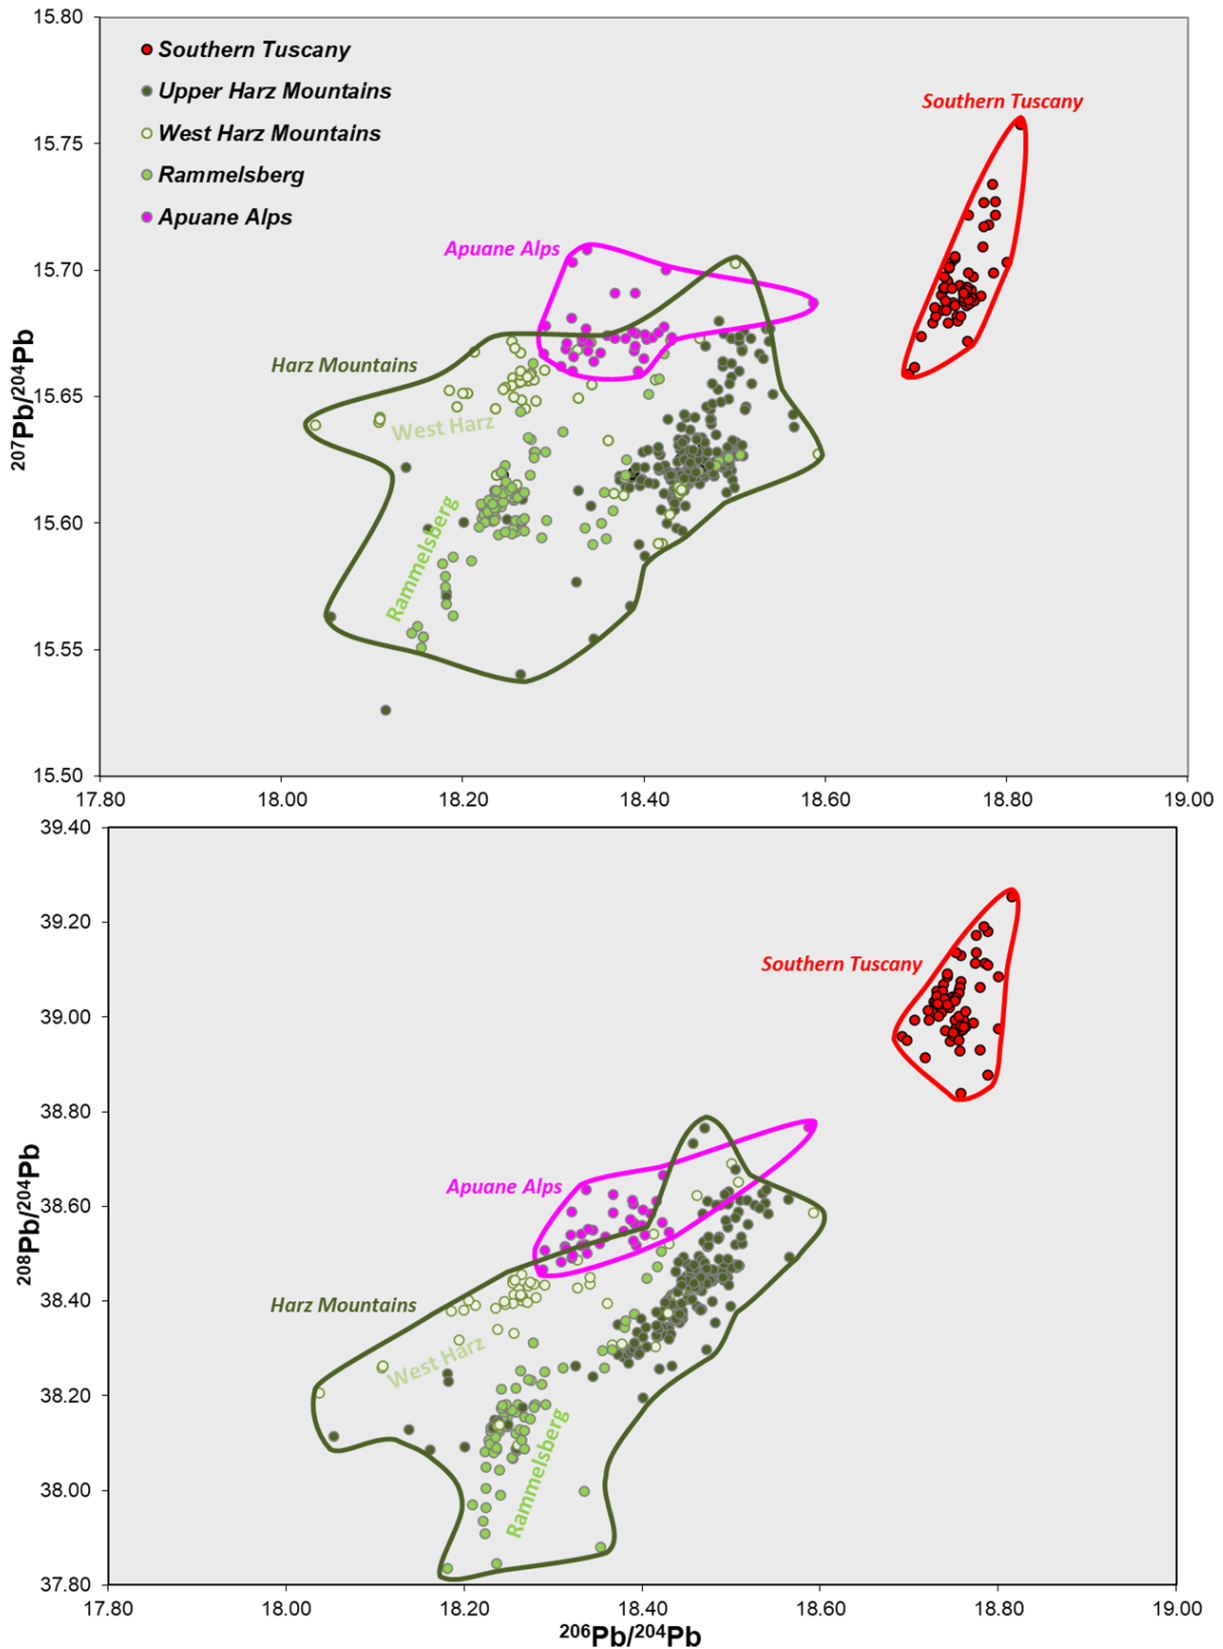 15.80
Southern Tuscany
Upper Harz Mountains
West Harz Mountains
Rammelsberg
Apuane Alps
Southern Tuscany
15.75
Apuane Alps
15.70
Harz Mountains
15.65
West Harz
207Pb/204Pb
15.60
Rammelsberg
15.55
15.50
17.80 18.00 18.20 18.40 18.60 18.80 19.00
39.40
39.20
Southern Tuscany
39.00
38.80
Apuane Alps
38.60
208Pb/204Pb
Harz Mountains
38.40
West Harz
38.20
Rammelsberg
38.00
37.80
17.80 18.00 18.20 18.40 18.60 18.80 19.00
206Pb/204Pb